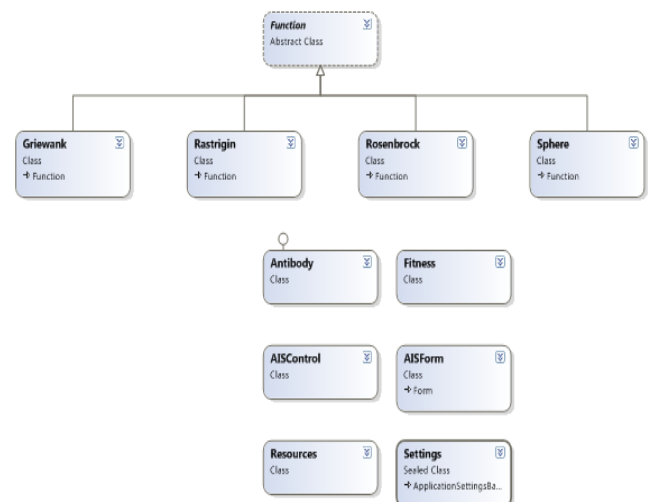 Function
Abstract Class
Griewank
Class
Function
Rastrigin
Class
Function
Rosenbrock
Class
Function
Sphere
Class
Function
Antibody
Class
Fitness
Class
AISControl
Class
AISForm
Class
Form
Resources
Class
Settings
Sealed Class
ApplicationSettingsBa...